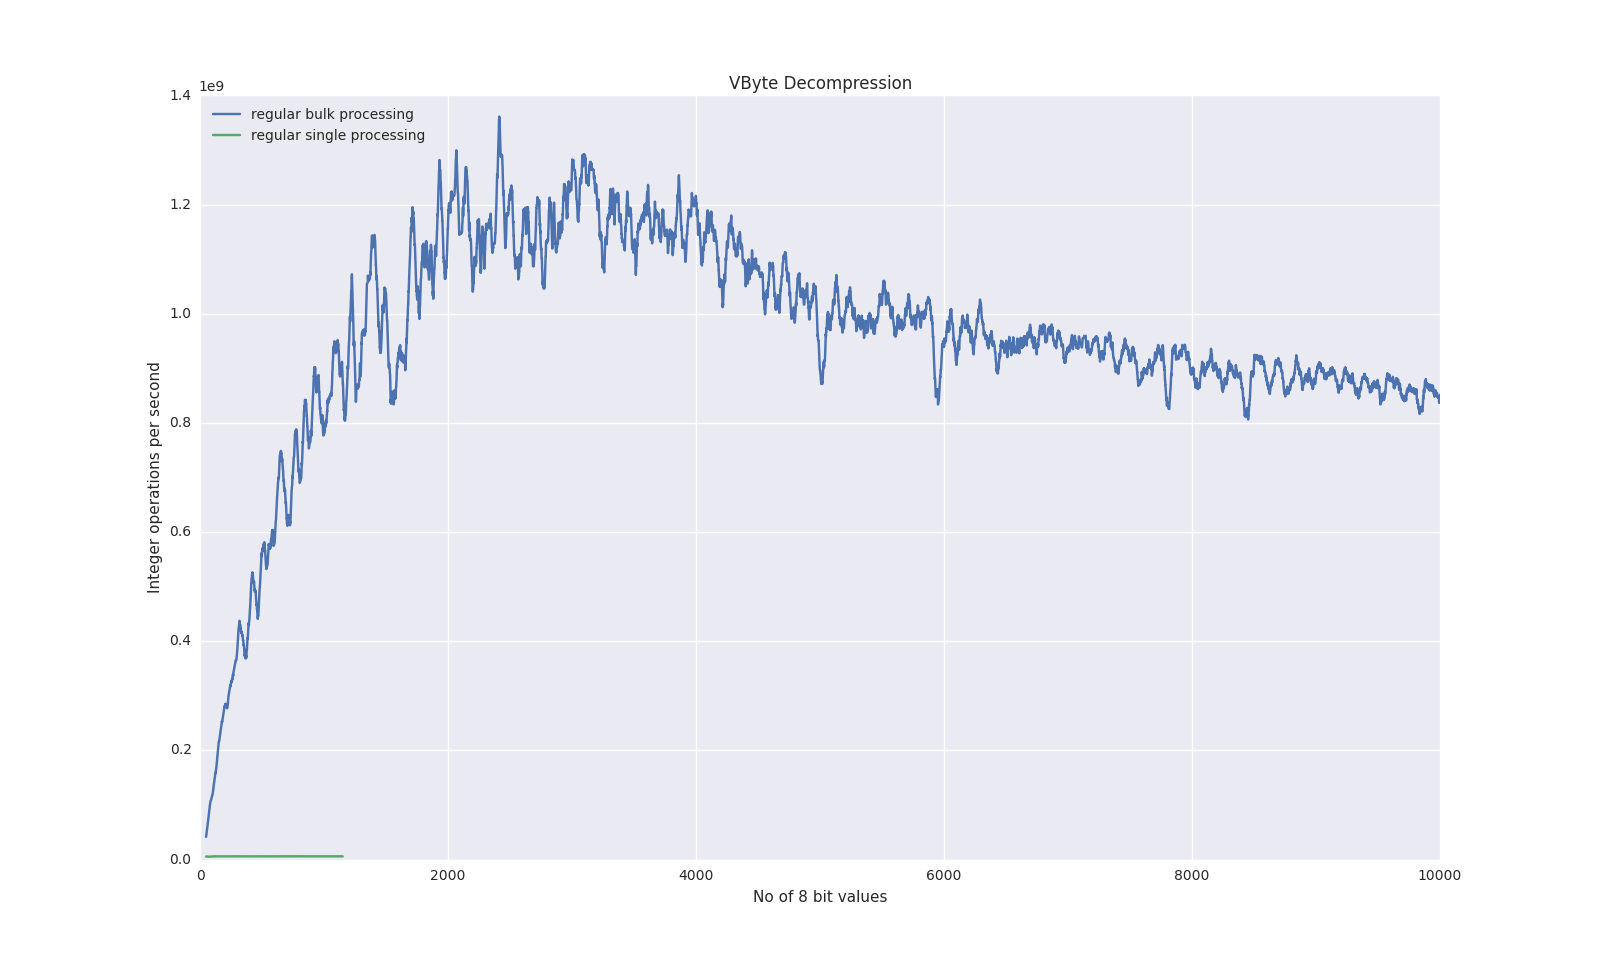 VByte Decompression
1e9
1.4
1.2
1.0
0.8
0.6
0.4
0.2
0.0
regular bulk processing
regular single processing
Integer operations per second
0 2000 4000 6000 8000 10000
No of 8 bit values